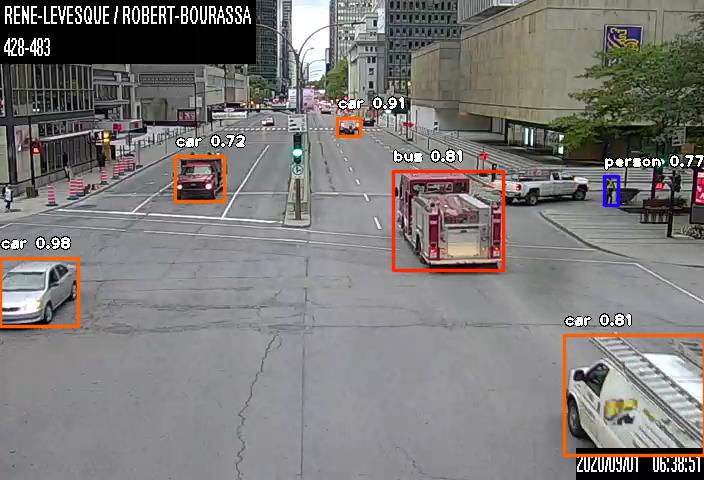 RENE-LEVESQUE / ROBERT-BOURASSA
428-483
car 0.91
car 0.72
bus 0.81
person 0.77
car 0.98
car 0.81
2020/09/01 06:38:51